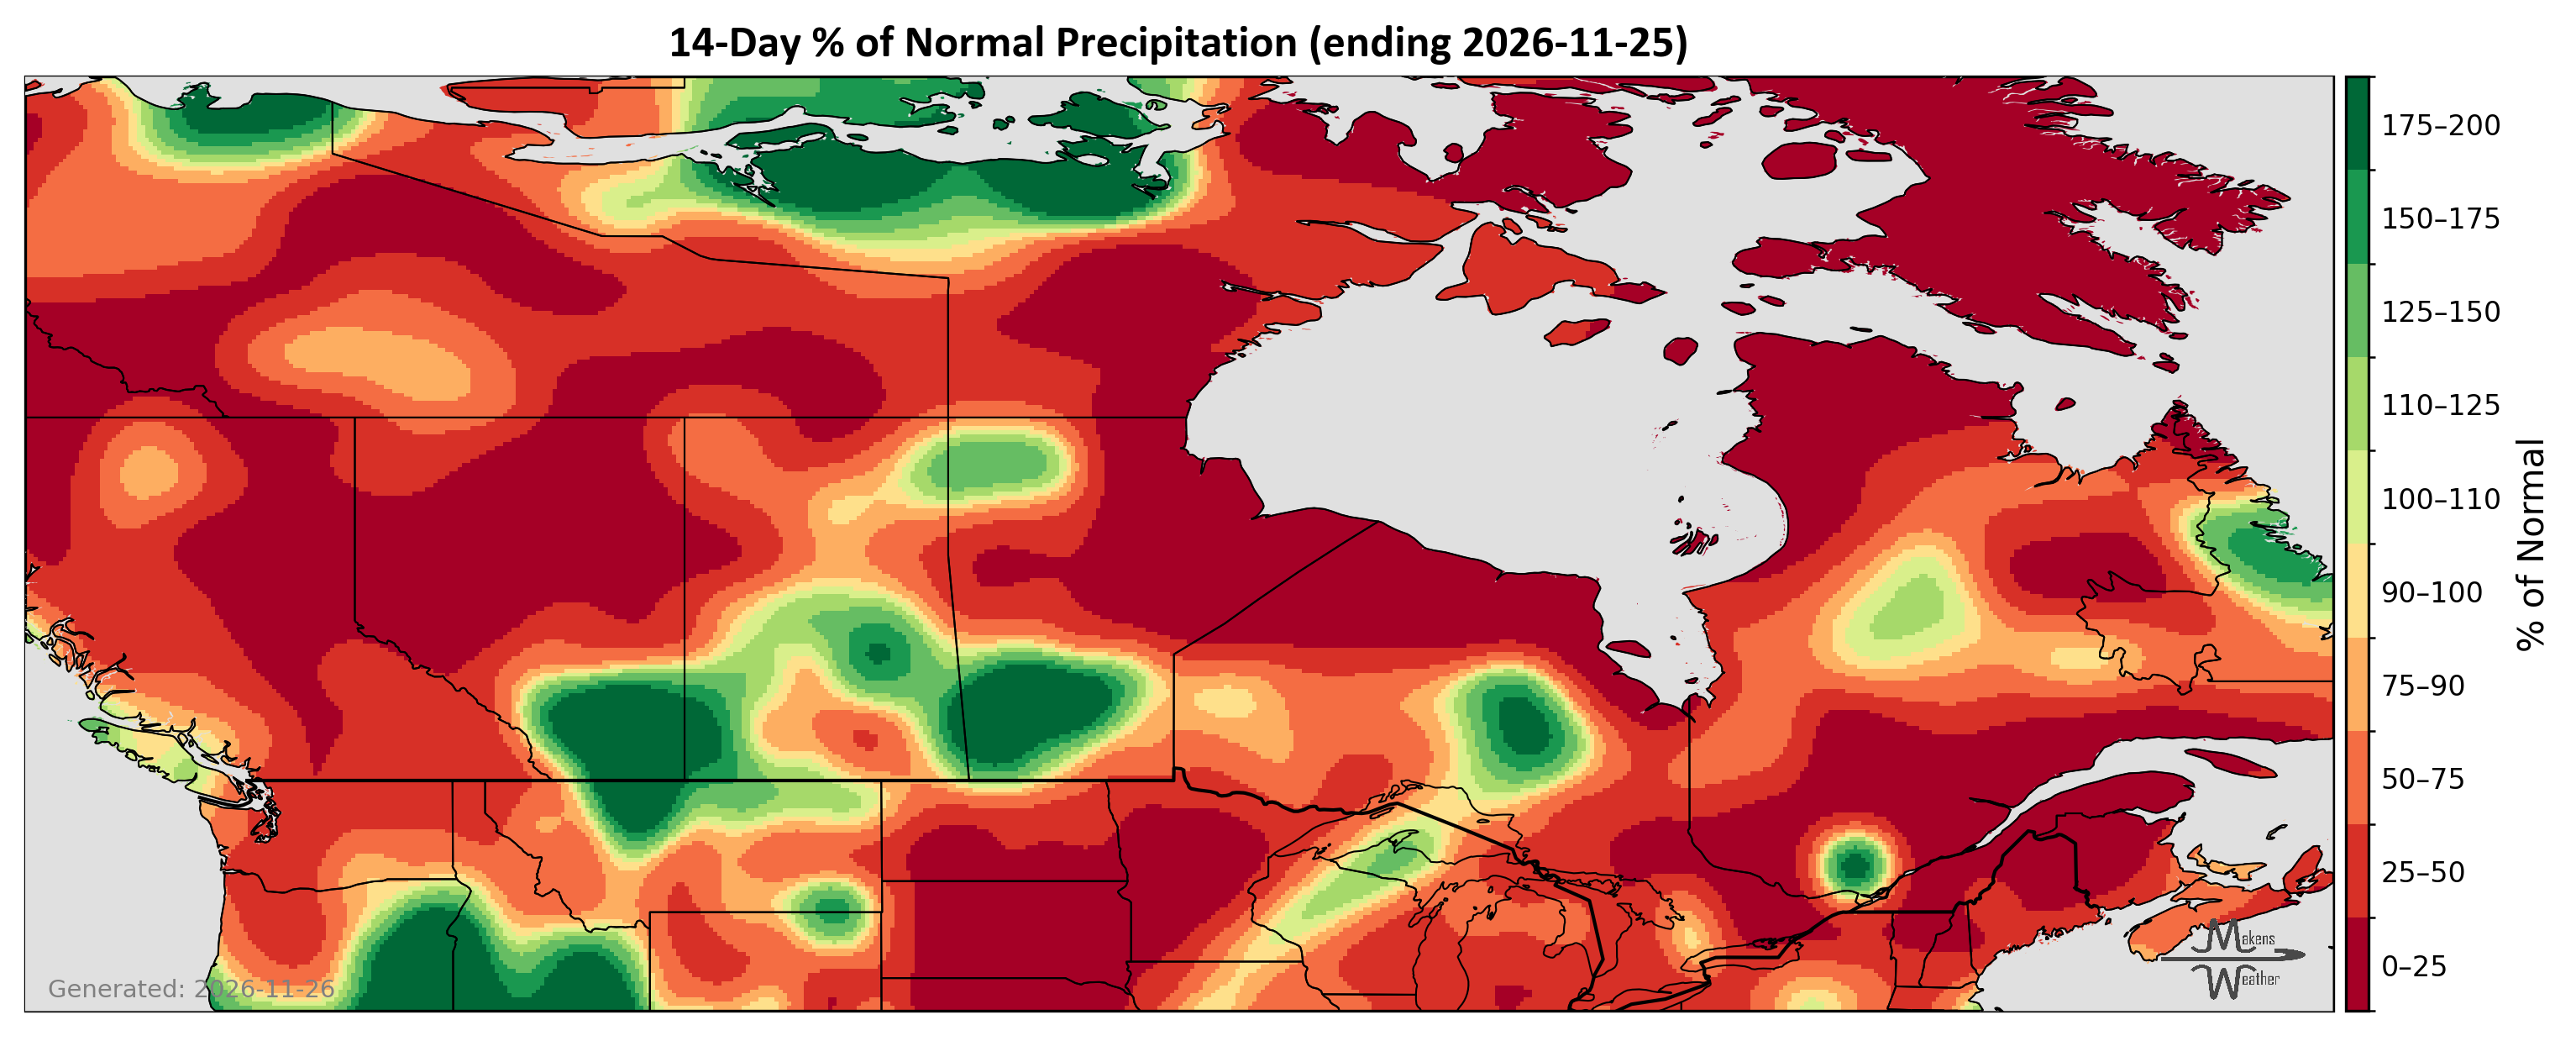 14-Day % of Normal Precipitation (ending 2026-11-25)
175–200
150–175
125–150
110–125
100–110
90–100
75–90
50–75
25–50
0–25
% of Normal
Generated: 2026-11-26
Makens
Weather